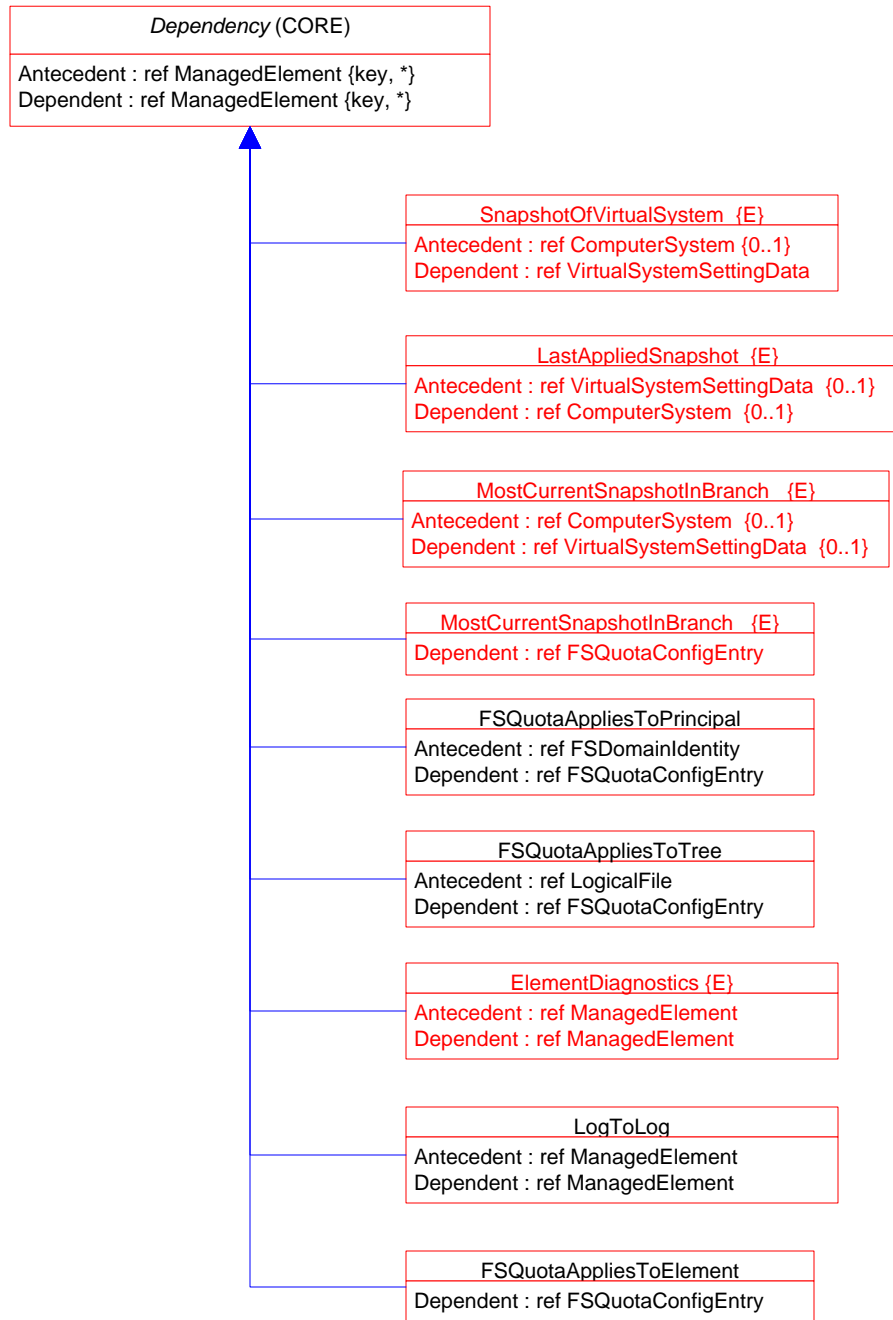 Dependency (CORE)
Antecedent : ref ManagedElement {key, *}
Dependent : ref ManagedElement {key, *}
SnapshotOfVirtualSystem {E}
Antecedent : ref ComputerSystem {0..1}
Dependent : ref VirtualSystemSettingData
LastAppliedSnapshot {E}
Antecedent : ref VirtualSystemSettingData {0..1}
Dependent : ref ComputerSystem {0..1}
MostCurrentSnapshotInBranch {E}
Antecedent : ref ComputerSystem {0..1}
Dependent : ref VirtualSystemSettingData {0..1}
MostCurrentSnapshotInBranch {E}
Dependent : ref FSQuotaConfigEntry
FSQuotaAppliesToPrincipal
Antecedent : ref FSDomainIdentity
Dependent : ref FSQuotaConfigEntry
FSQuotaAppliesToTree
Antecedent : ref LogicalFile
Dependent : ref FSQuotaConfigEntry
ElementDiagnostics {E}
Antecedent : ref ManagedElement
Dependent : ref ManagedElement
LogToLog
Antecedent : ref ManagedElement
Dependent : ref ManagedElement
FSQuotaAppliesToElement
Dependent : ref FSQuotaConfigEntry